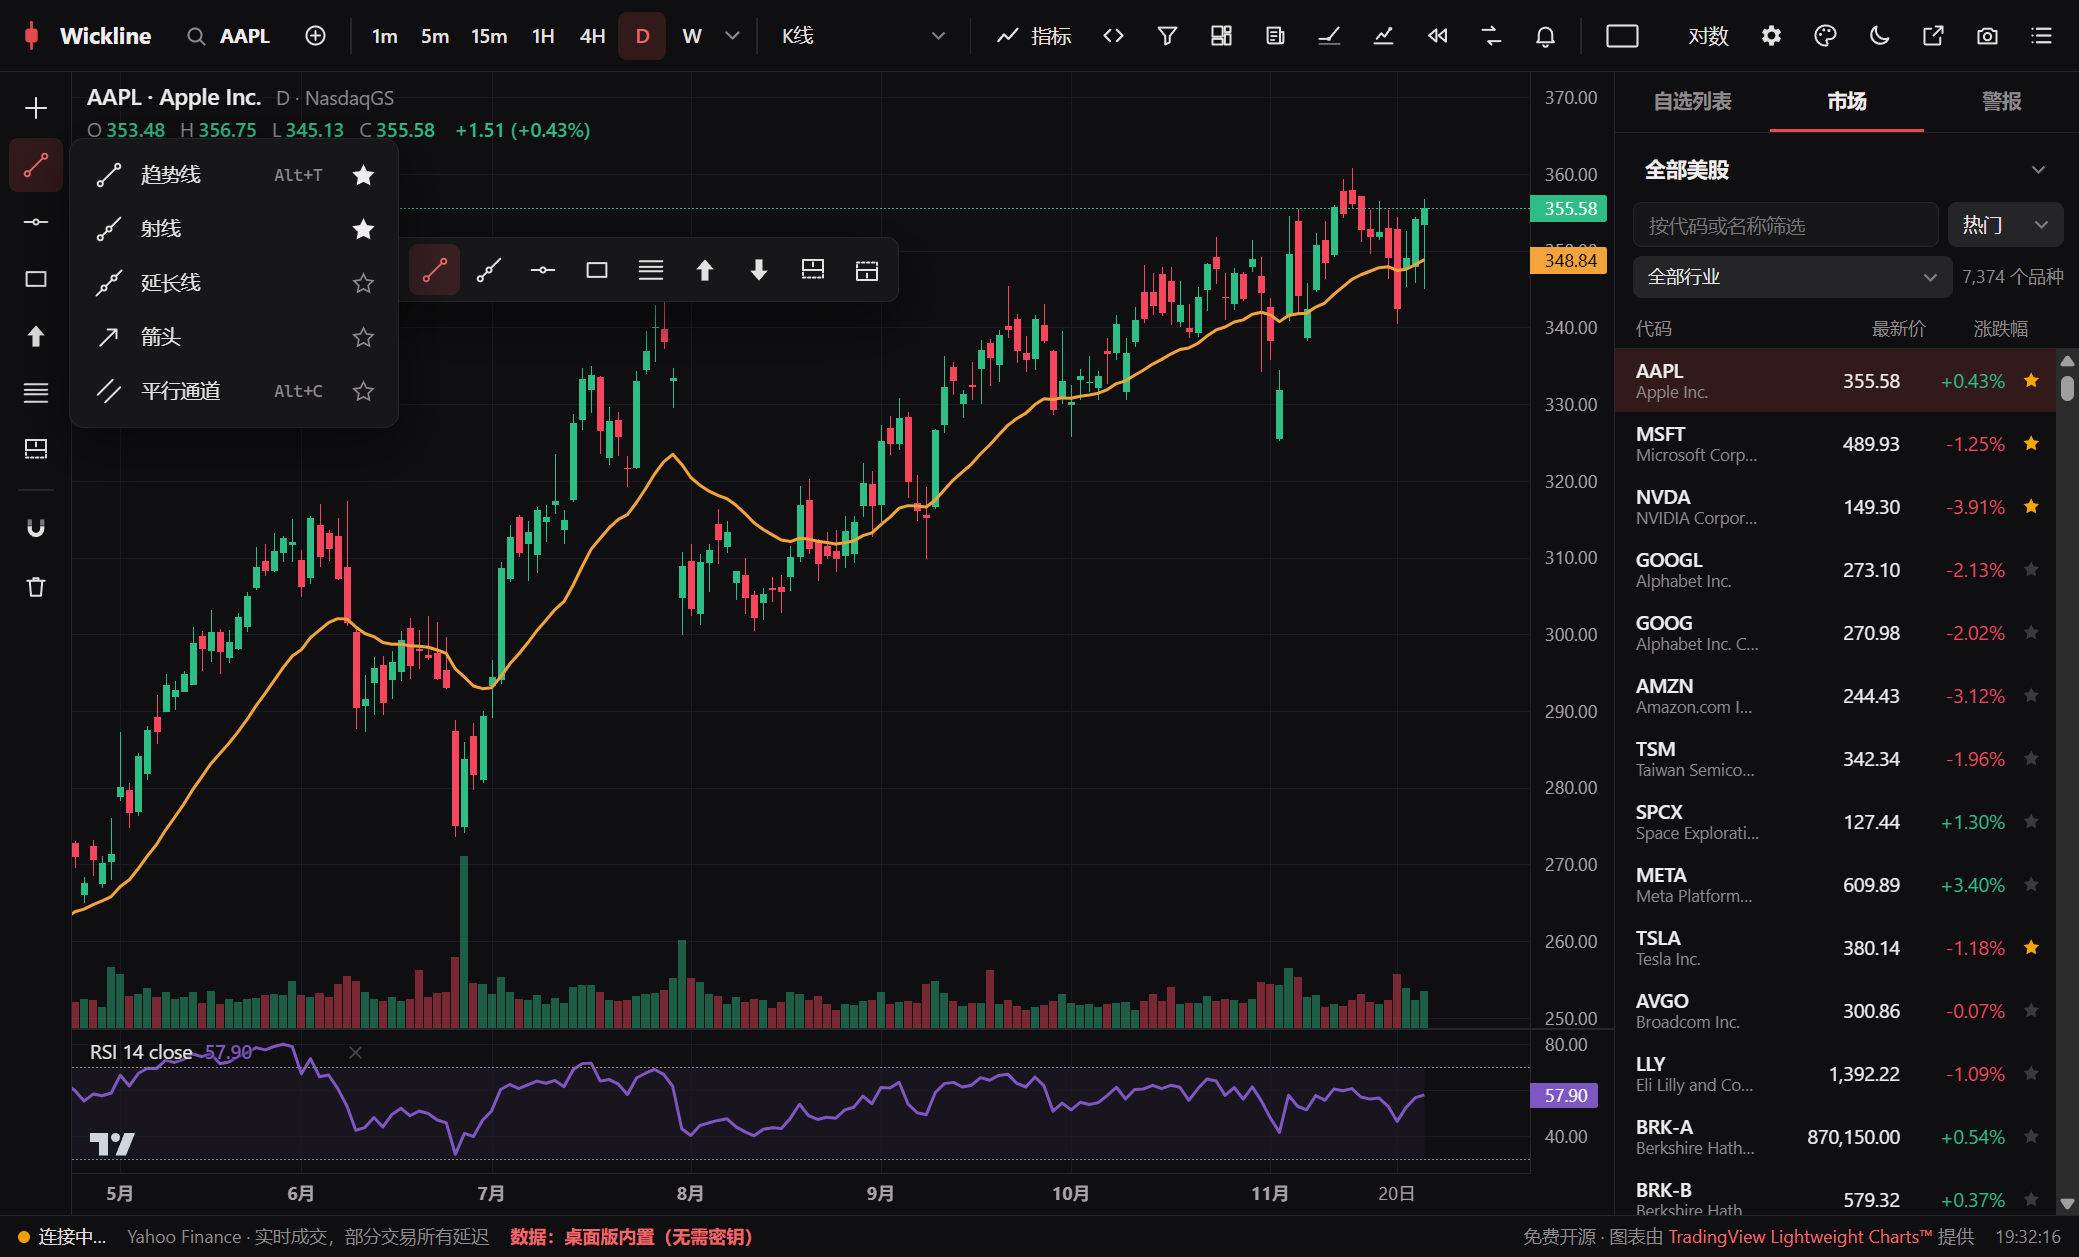 Wickline
AAPL
1m 5m 15m 1H 4H D W
K线
指标
对数
AAPL · Apple Inc. D · NasdaqGS
O 353.48 H 356.75 L 345.13 C 355.58 +1.51 (+0.43%)
趋势线 Alt+T
射线
延长线
箭头
平行通道 Alt+C
370.00
360.00
355.58
348.84
340.00
330.00
320.00
310.00
300.00
290.00
280.00
270.00
260.00
250.00
RSI 14 close 57.90
80.00
57.90
40.00
5月 6月 7月 8月 9月 10月 11月 20日
自选列表 市场 警报
全部美股
按代码或名称筛选 热门
全部行业 7,374 个品种
代码 最新价 涨跌幅
AAPL 355.58 +0.43%
Apple Inc.
MSFT 489.93 -1.25%
Microsoft Corp...
NVDA 149.30 -3.91%
NVIDIA Corpor...
GOOGL 273.10 -2.13%
Alphabet Inc.
GOOG 270.98 -2.02%
Alphabet Inc. C...
AMZN 244.43 -3.12%
Amazon.com I...
TSM 342.34 -1.96%
Taiwan Semico...
SPCX 127.44 +1.30%
Space Explorati...
META 609.89 +3.40%
Meta Platform...
TSLA 380.14 -1.18%
Tesla Inc.
AVGO 300.86 -0.07%
Broadcom Inc.
LLY 1,392.22 -1.09%
Eli Lilly and Co...
BRK-A 870,150.00 +0.54%
Berkshire Hath...
BRK-B 579.32 +0.37%
Berkshire Hath
连接中... Yahoo Finance · 实时成交，部分交易所有延迟 数据：桌面版内置（无需密钥） 免费开源 · 图表由 TradingView Lightweight Charts™ 提供 19:32:16